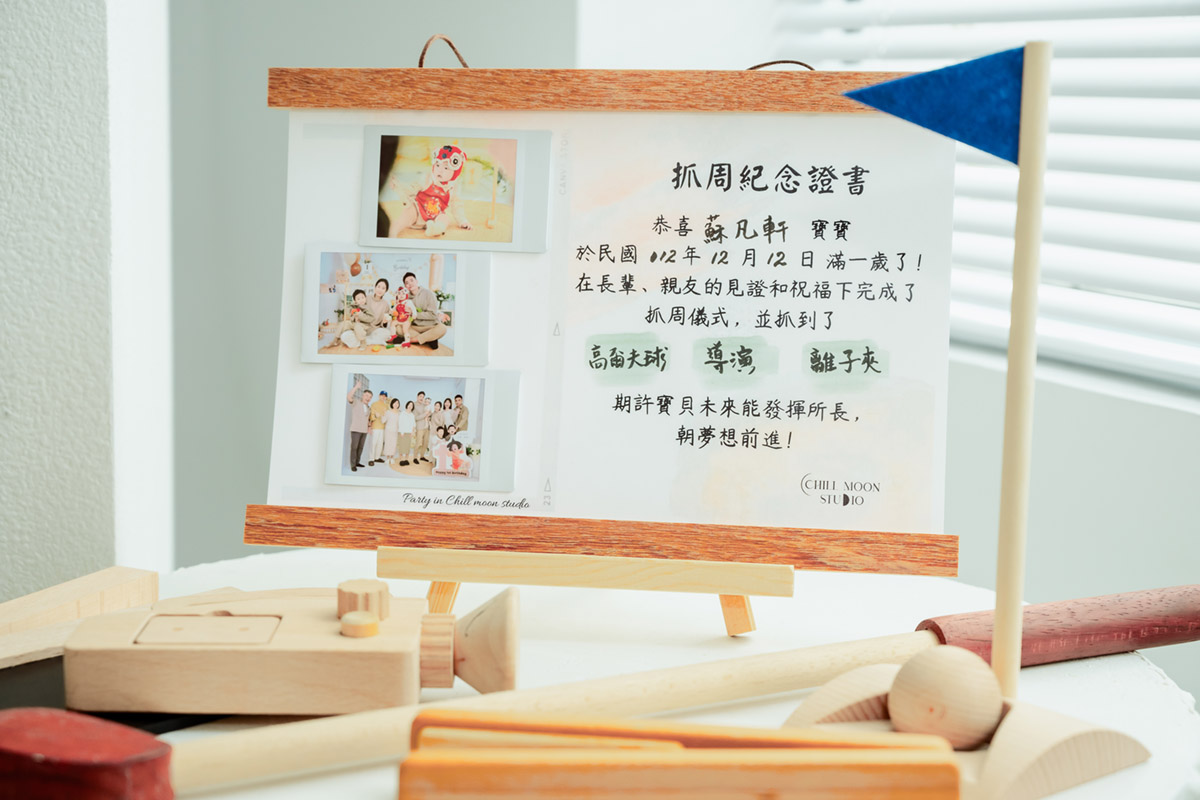 抓周紀念證書
恭喜 蘇凡軒 寶寶
於民國 112 年 12 月 12 日 滿一歲了!
在長輩、親友的見證和祝福下完成了
抓周儀式,並抓到了
高爾夫球 導演 離子夾
期許寶貝未來能發揮所長,
朝夢想前進!
CHILL MOON
STUDIO
Party in Chill moon studio
23